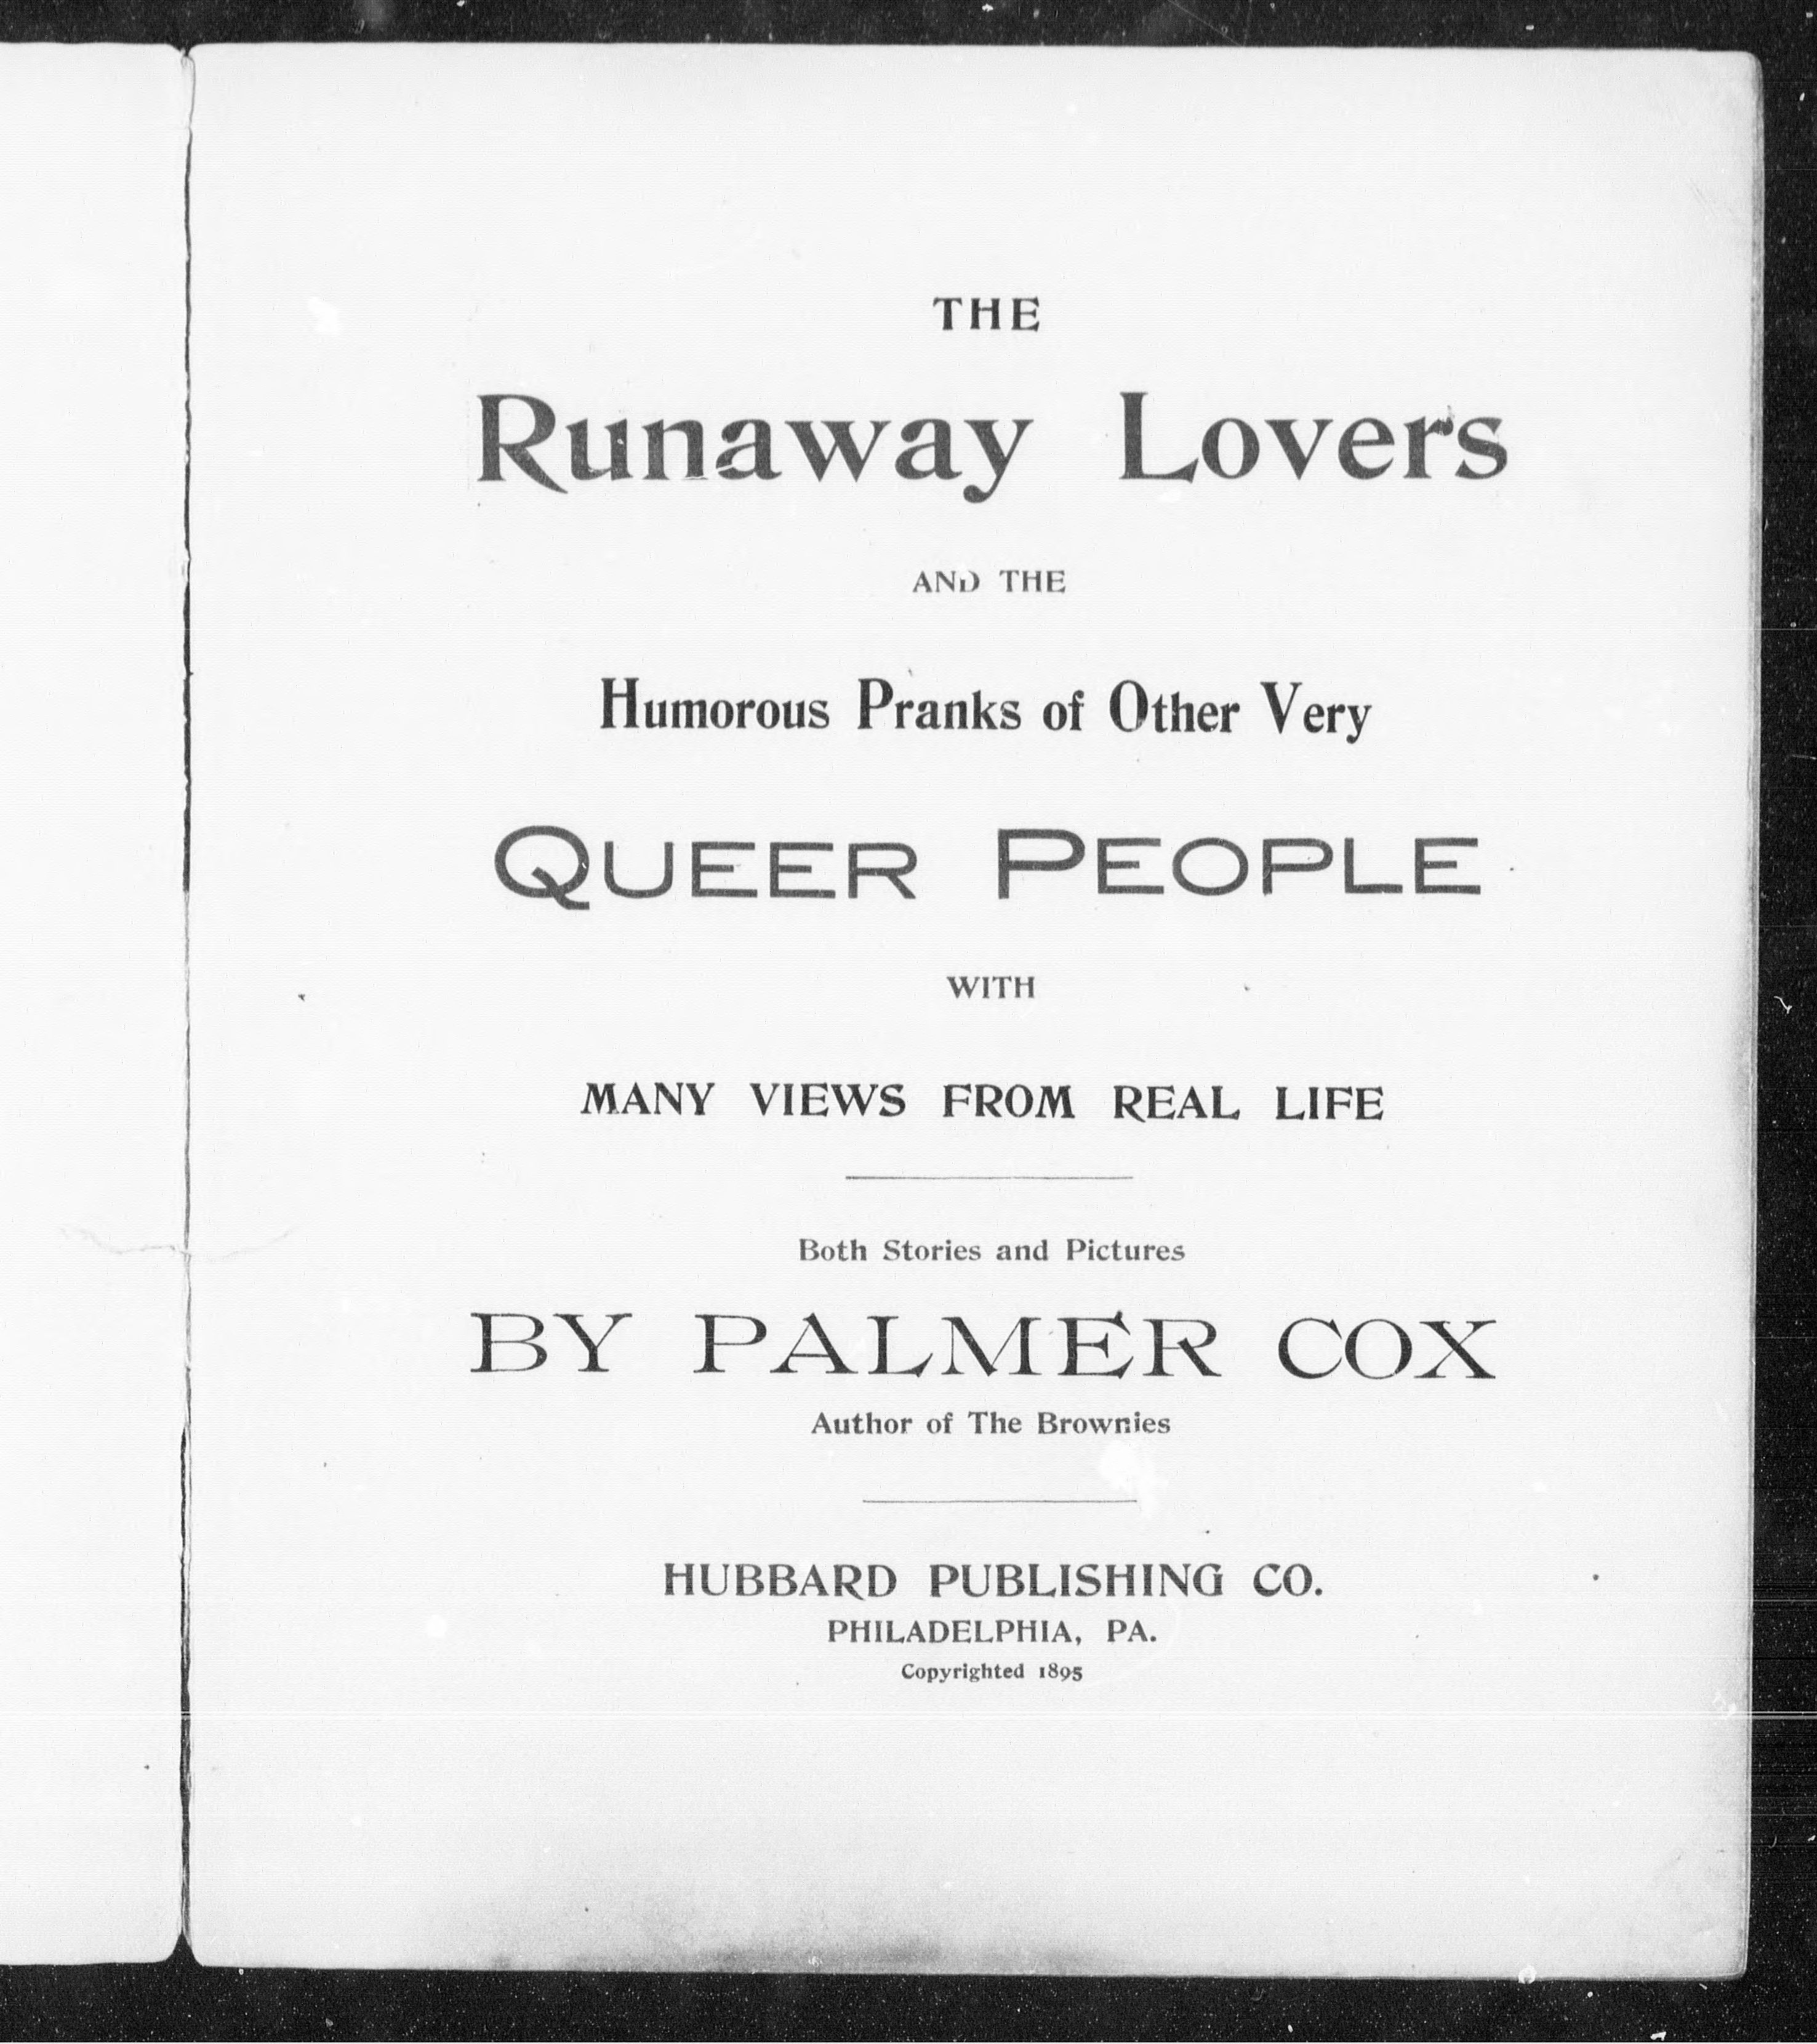 THE
Runaway Lovers
AND THE
Humorous Pranks of Other Very
QUEER PEOPLE
WITH
MANY VIEWS FROM REAL LIFE
Both Stories and Pictures
BY PALMER COX
Author of The Brownies
HUBBARD PUBLISHING CO.
PHILADELPHIA, PA.
Copyrighted 1895